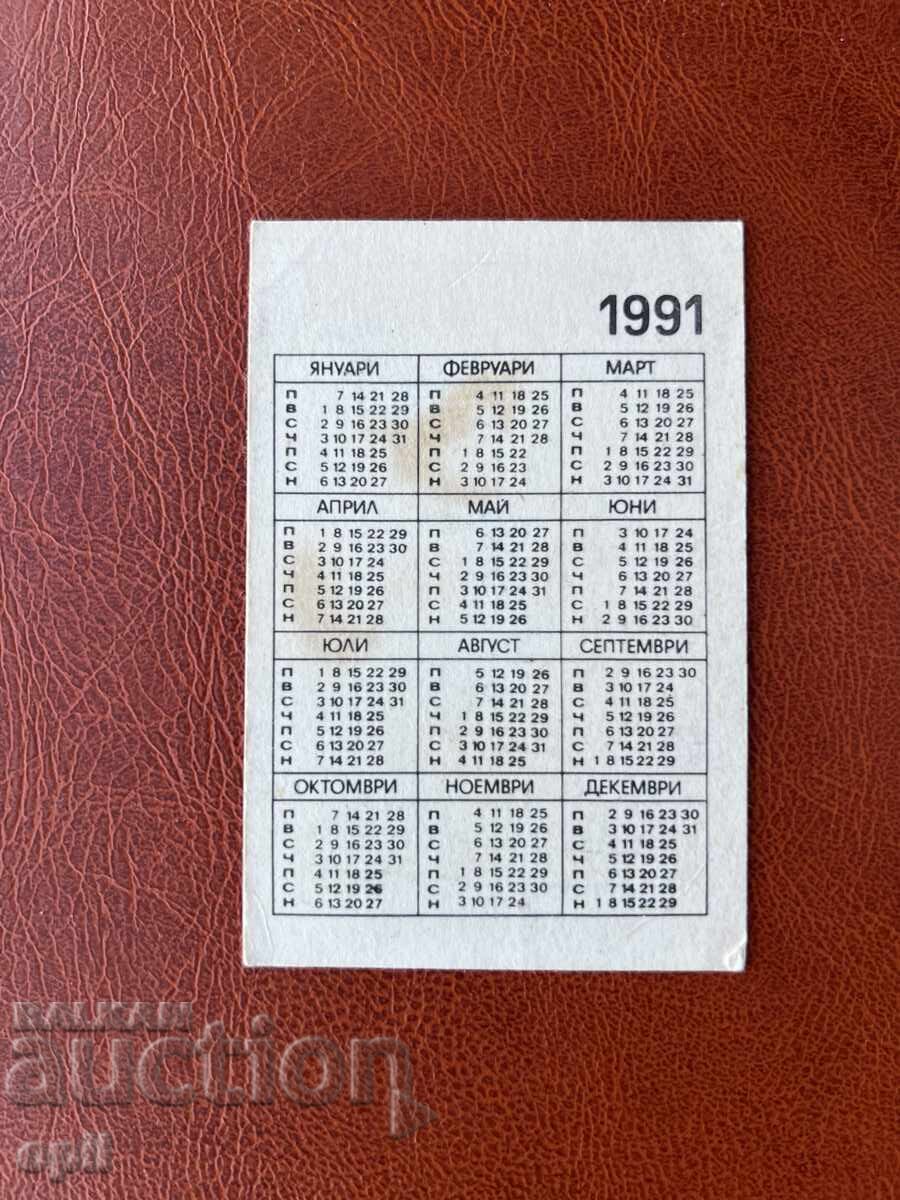 1991
ЯНУАРИ ФЕВРУАРИ МАРТ
П 7 14 21 28 П 4 11 18 25 П 4 11 18 25
В 1 8 15 22 29 В 5 12 19 26 В 5 12 19 26
С 2 9 16 23 30 С 6 13 20 27 С 6 13 20 27
Ч 3 10 17 24 31 Ч 7 14 21 28 Ч 7 14 21 28
П 4 11 18 25 П 1 8 15 22 П 1 8 15 22 29
С 5 12 19 26 С 2 9 16 23 С 2 9 16 23 30
Н 6 13 20 27 Н 3 10 17 24 Н 3 10 17 24 31
АПРИЛ МАЙ ЮНИ
П 1 8 15 22 29 П 6 13 20 27 П 3 10 17 24
В 2 9 16 23 30 В 7 14 21 28 В 4 11 18 25
С 3 10 17 24 С 1 8 15 22 29 С 5 12 19 26
Ч 4 11 18 25 Ч 2 9 16 23 30 Ч 6 13 20 27
П 5 12 19 26 П 3 10 17 24 31 П 7 14 21 28
С 6 13 20 27 С 4 11 18 25 С 1 8 15 22 29
Н 7 14 21 28 Н 5 12 19 26 Н 2 9 16 23 30
ЮЛИ АВГУСТ СЕПТЕМВРИ
П 1 8 15 22 29 П 5 12 19 26 П 2 9 16 23 30
В 2 9 16 23 30 В 6 13 20 27 В 3 10 17 24
С 3 10 17 24 31 С 7 14 21 28 С 4 11 18 25
Ч 4 11 18 25 Ч 1 8 15 22 29 Ч 5 12 19 26
П 5 12 19 26 П 2 9 16 23 30 П 6 13 20 27
С 6 13 20 27 С 3 10 17 24 31 С 7 14 21 28
Н 7 14 21 28 Н 4 11 18 25 Н 1 8 15 22 29
ОКТОМВРИ НОЕМВРИ ДЕКЕМВРИ
П 7 14 21 28 П 4 11 18 25 П 2 9 16 23 30
В 1 8 15 22 29 В 5 12 19 26 В 3 10 17 24 31
С 2 9 16 23 30 С 6 13 20 27 С 4 11 18 25
Ч 3 10 17 24 31 Ч 7 14 21 28 Ч 5 12 19 26
П 4 11 18 25 П 1 8 15 22 29 П 6 13 20 27
С 5 12 19 26 С 2 9 16 23 30 С 7 14 21 28
Н 6 13 20 27 Н 3 10 17 24 Н 1 8 15 22 29
BALKAN
auction